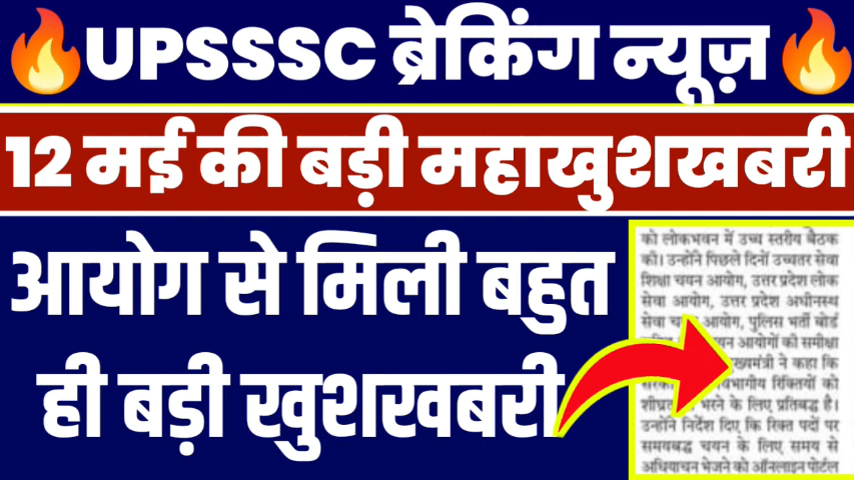 UPSSSC ब्रेकिंग न्यूज़
12 मई की बड़ी महाखुशखबरी
आयोग से मिली बहुत
ही बड़ी खुशखबरी
को लोकभवन में उच्च स्तरीय बैठक
की। उन्होंने पिछले दिनों उच्चतर सेवा
शिक्षा चयन आयोग, उत्तर प्रदेश लोक
सेवा आयोग, उत्तर प्रदेश अधीनस्थ
सेवा आयोग, पुलिस भर्ती बोर्ड
आयोगों की समीक्षा
ने कहा कि
रिक्तियों को
भरने के लिए प्रतिबद्ध है।
उन्होंने निर्देश दिए कि रिक्त पदों पर
समयबद्ध चयन के लिए समय से
अधियाचन भेजने को ऑनलाइन पोर्टल